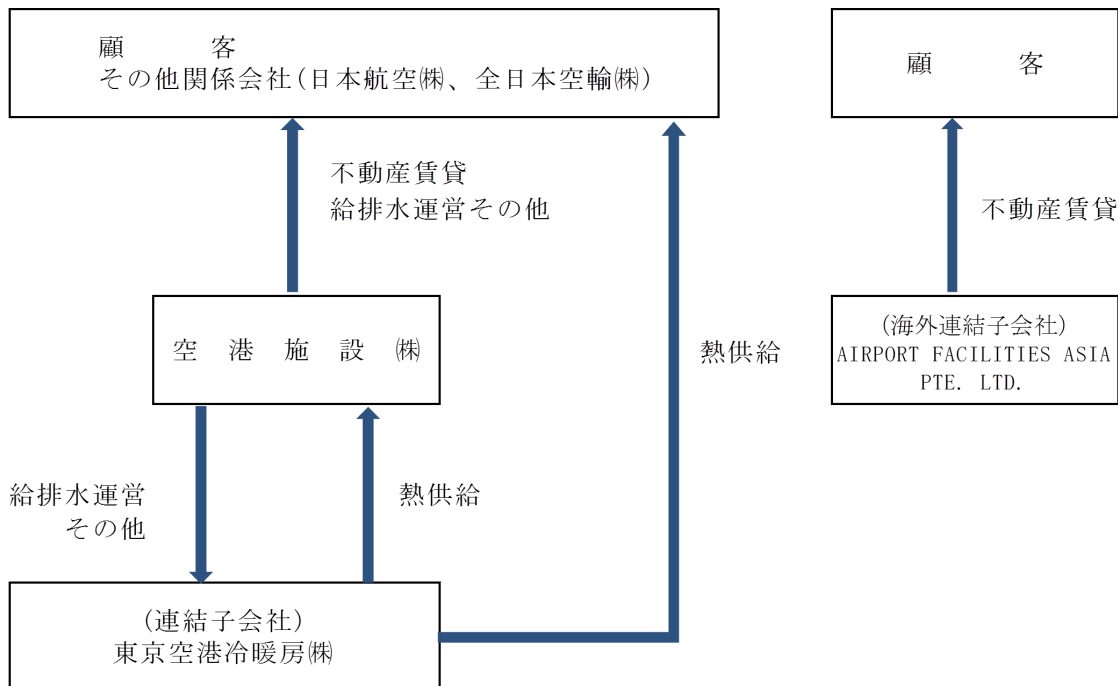 顧　客
その他関係会社(日本航空㈱、全日本空輸㈱)
顧　客
不動産賃貸
給排水運営その他
不動産賃貸
空 港 施 設 ㈱
熱供給
(海外連結子会社)
AIRPORT FACILITIES ASIA
PTE. LTD.
給排水運営
その他
熱供給
(連結子会社)
東京空港冷暖房㈱